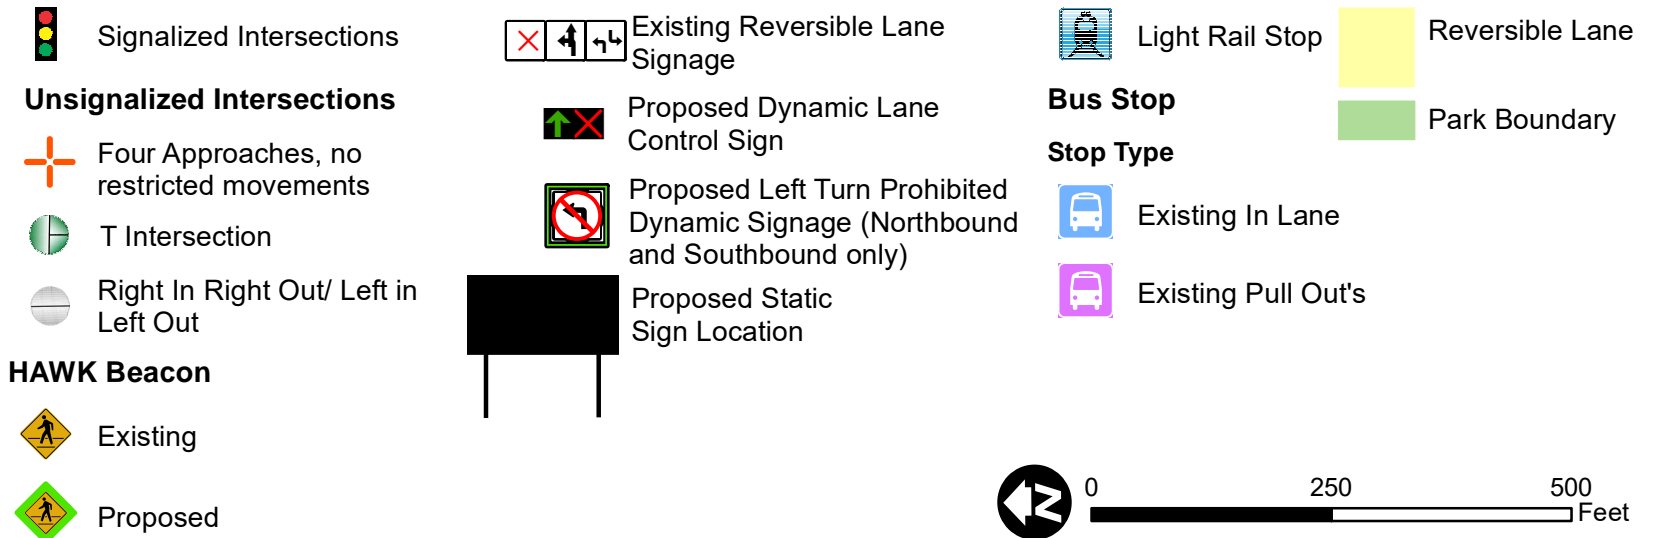 Signalized Intersections
Unsignalized Intersections
Four Approaches, no
restricted movements
T Intersection
Right In Right Out/ Left in
Left Out
HAWK Beacon
Existing
Proposed
Existing Reversible Lane
Signage
Proposed Dynamic Lane
Control Sign
Proposed Left Turn Prohibited
Dynamic Signage (Northbound
and Southbound only)
Proposed Static
Sign Location
Light Rail Stop
Bus Stop
Stop Type
Existing In Lane
Existing Pull Out's
Reversible Lane
Park Boundary
N
0 250 500
Feet